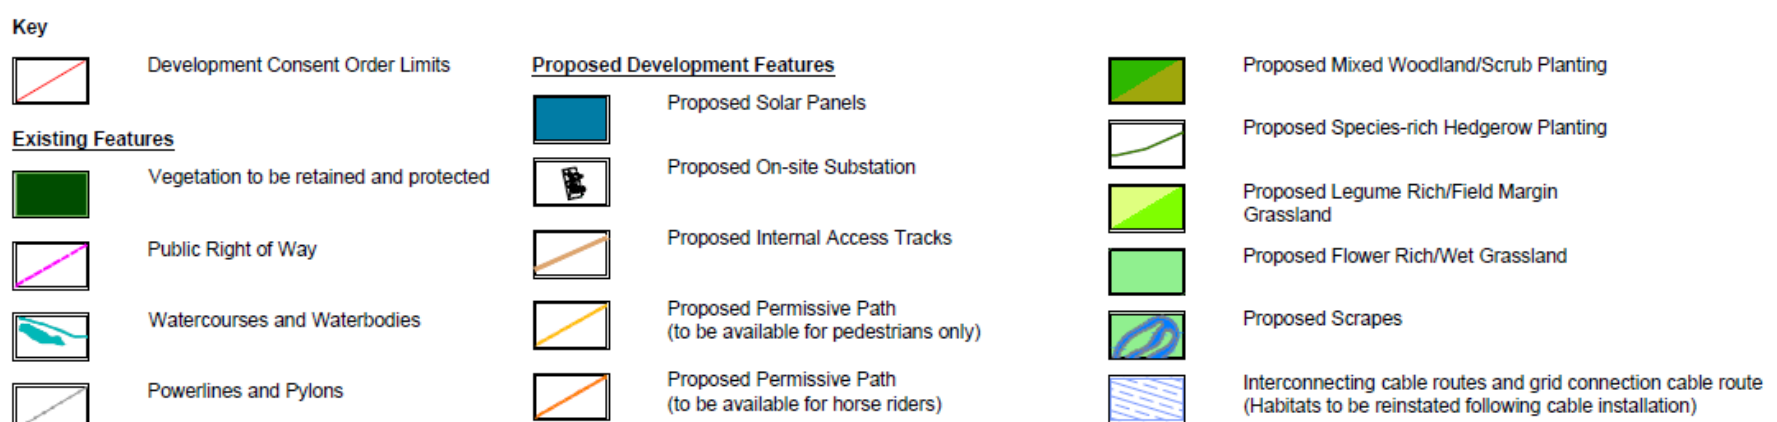 Key
Development Consent Order Limits
Existing Features
Vegetation to be retained and protected
Public Right of Way
Watercourses and Waterbodies
Powerlines and Pylons
Proposed Development Features
Proposed Solar Panels
Proposed On-site Substation
Proposed Internal Access Tracks
Proposed Permissive Path
(to be available for pedestrians only)
Proposed Permissive Path
(to be available for horse riders)
Proposed Mixed Woodland/Scrub Planting
Proposed Species-rich Hedgerow Planting
Proposed Legume Rich/Field Margin
Grassland
Proposed Flower Rich/Wet Grassland
Proposed Scrapes
Interconnecting cable routes and grid connection cable route
(Habitats to be reinstated following cable installation)